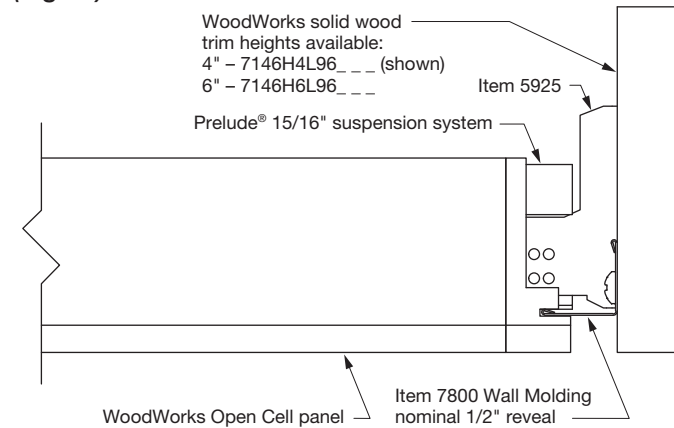 WoodWorks solid wood
trim heights available:
4" – 7146H4L96_ _ _ (shown)
6" – 7146H6L96_ _ _
Item 5925
Prelude® 15/16" suspension system
Item 7800 Wall Molding
nominal 1/2" reveal
WoodWorks Open Cell panel